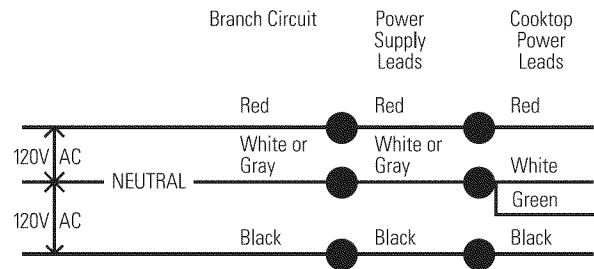 Branch Circuit
Power
Supply
Leads
Cooktop
Power
Leads
Red
Red
Red
120V AC
White or
Gray
White or
Gray
White
NEUTRAL
Green
120V AC
Black
Black
Black